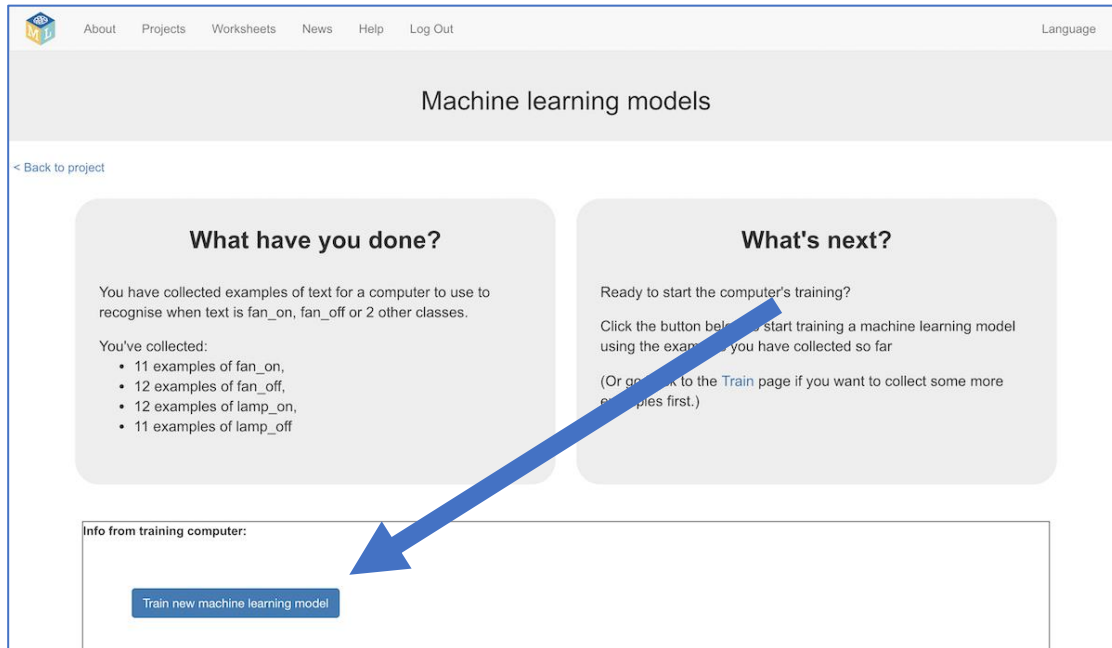 M L
About Projects Worksheets News Help Log Out Language
Machine learning models
< Back to project
What have you done?
You have collected examples of text for a computer to use to
recognise when text is fan_on, fan_off or 2 other classes.
You've collected:
• 11 examples of fan_on,
• 12 examples of fan_off,
• 12 examples of lamp_on,
• 11 examples of lamp_off
What's next?
Ready to start the computer's training?
Click the button start training a machine learning model
using the you have collected so far
(Or to the Train page if you want to collect some more
first.)
Info from training computer:
Train new machine learning model